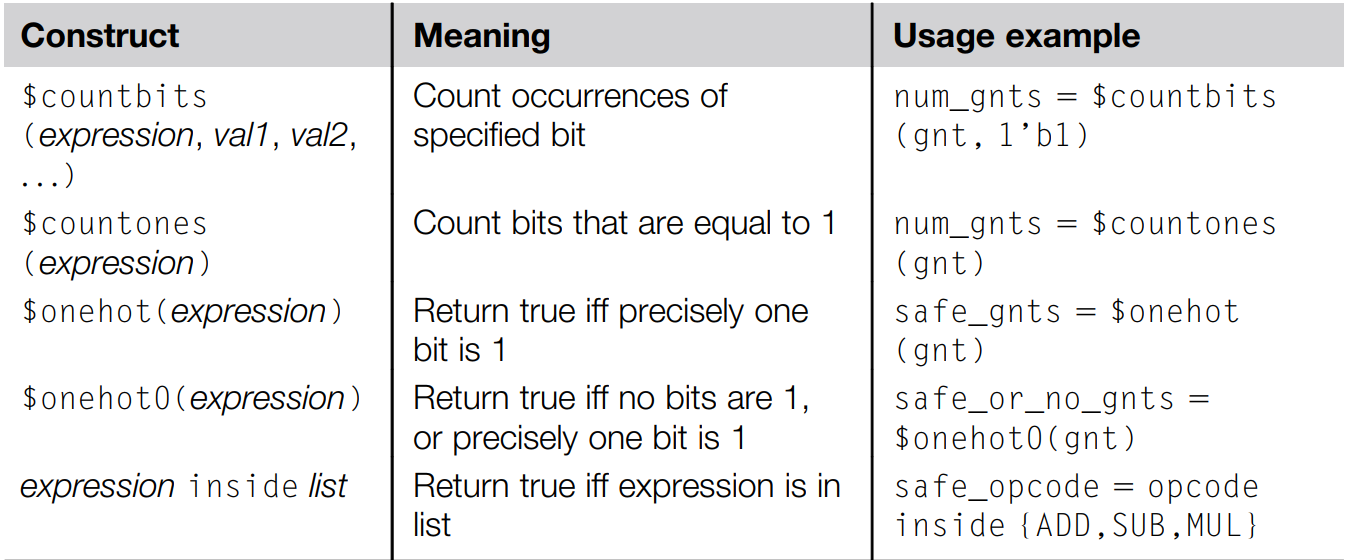 Construct Meaning Usage example
$countbits Count occurrences of num_gnts = $countbits
(expression, val1, val2, specified bit (gnt, 1’b1)
...)
$countones Count bits that are equal to 1 num_gnts = $countones
(expression) (gnt)
$onehot(expression) Return true iff precisely one safe_gnts = $onehot
bit is 1 (gnt)
$onehot0(expression) Return true iff no bits are 1, safe_or_no_gnts =
or precisely one bit is 1 $onehot0(gnt)
expression inside list Return true iff expression is in safe_opcode = opcode
list inside {ADD,SUB,MUL}